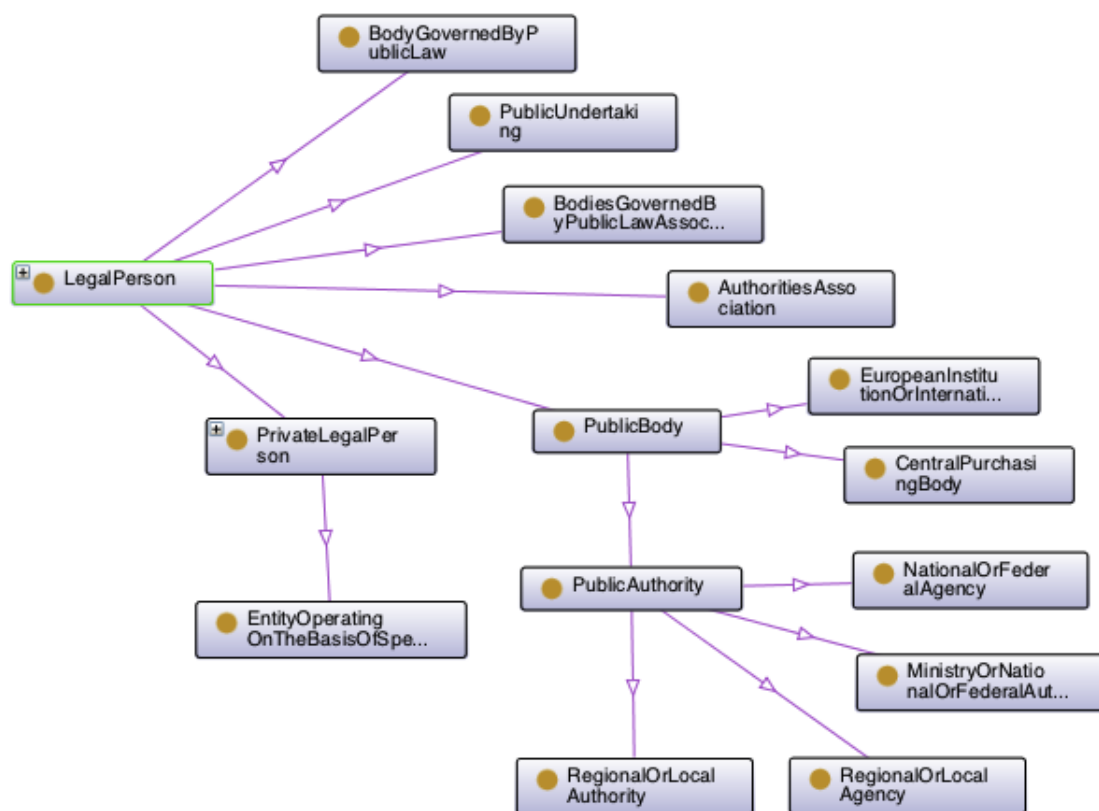 BodyGovernedByP
ublicLaw
PublicUndertaki
ng
BodiesGovernedB
yPublicLawAssoc...
LegalPerson
AuthoritiesAsso
ciation
EuropeanInstitu
tionOrInternati...
PrivateLegalPer
son
PublicBody
CentralPurchasi
ngBody
NationalOrFeder
alAgency
PublicAuthority
EntityOperating
OnTheBasisOfSpe...
MinistryOrNatio
nalOrFederalAut...
RegionalOrLocal
Authority
RegionalOrLocal
Agency